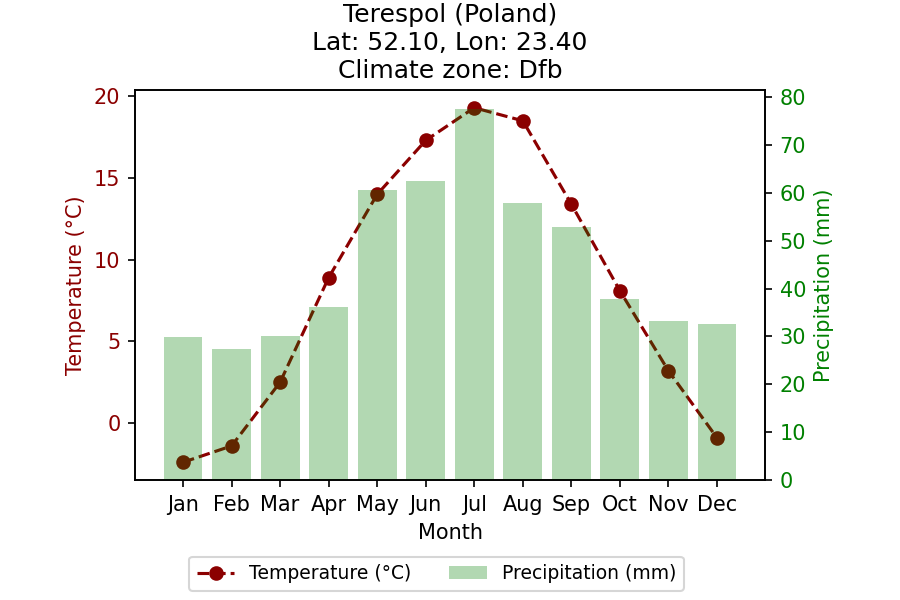 Terespol (Poland)
Lat: 52.10, Lon: 23.40
Climate zone: Dfb
20
15
10
5
0
Temperature (°C)
80
70
60
50
40
30
20
10
0
Precipitation (mm)
Jan Feb Mar Apr May Jun Jul Aug Sep Oct Nov Dec
Month
Temperature (°C) Precipitation (mm)